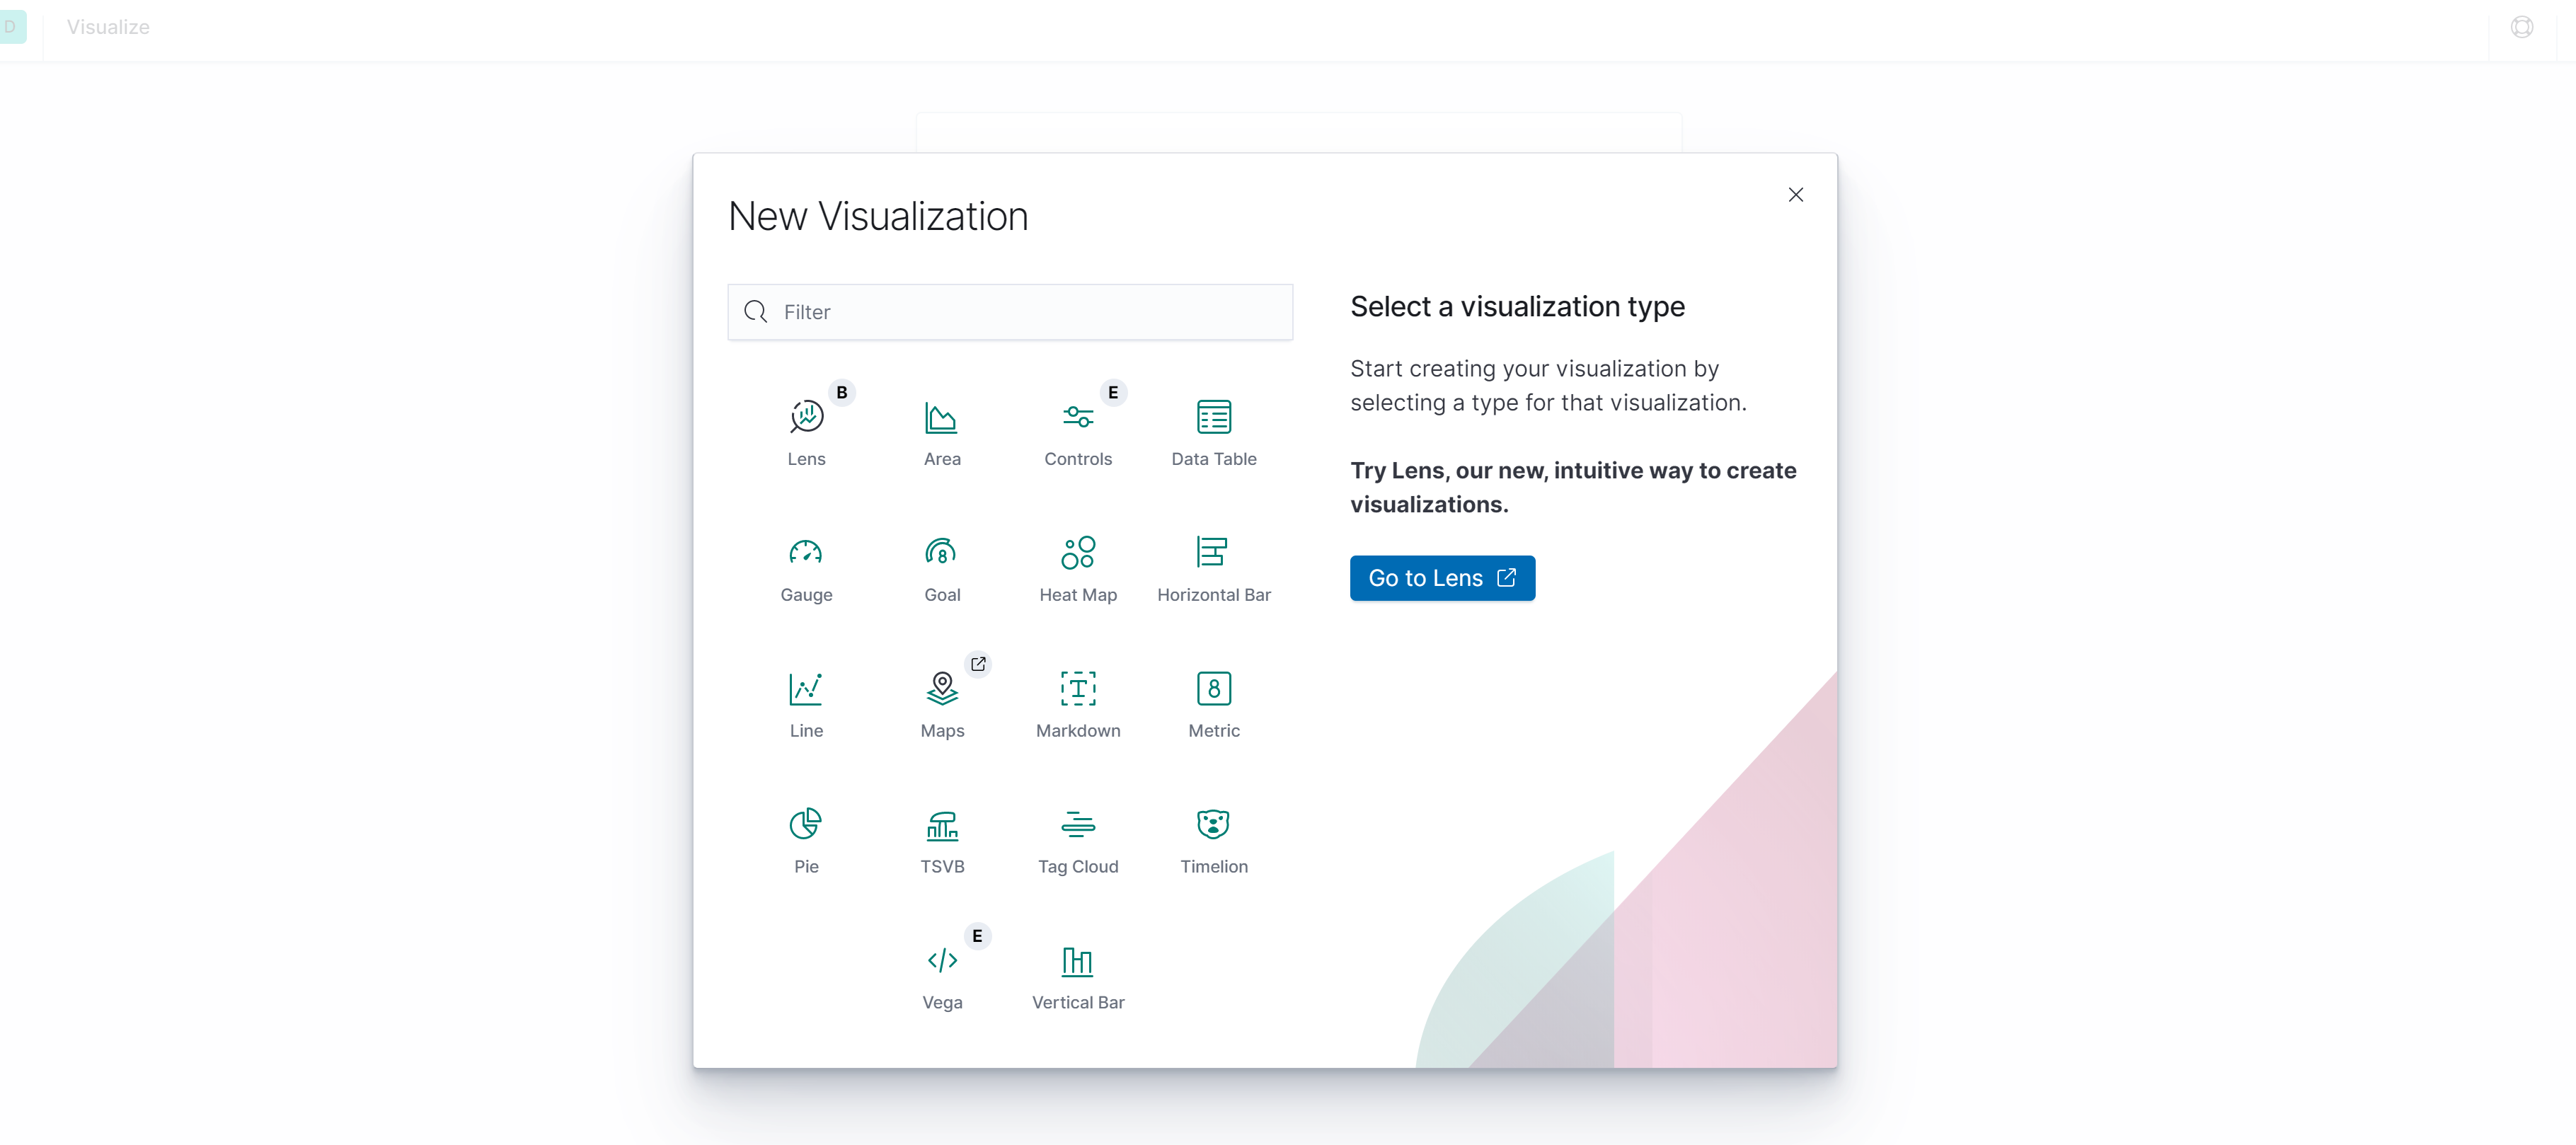 D
Visualize
New Visualization
Filter
B
E
Lens
Area
Controls
Data Table
8
Gauge
Goal
Heat Map
Horizontal Bar
T
8
Line
Maps
Markdown
Metric
Pie
TSVB
Tag Cloud
Timelion
E
</>
Vega
Vertical Bar
Select a visualization type
Start creating your visualization by
selecting a type for that visualization.
Try Lens, our new, intuitive way to create
visualizations.
Go to Lens